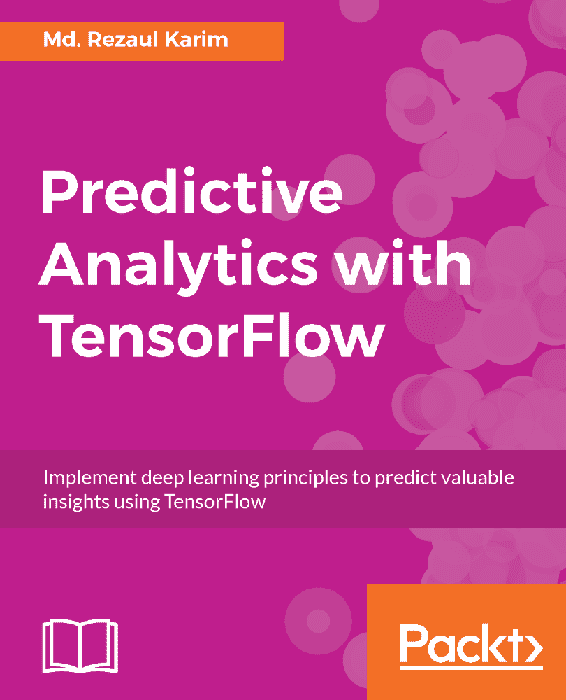 Md. Rezaul Karim
Predictive
Analytics with
TensorFlow
Implement deep learning principles to predict valuable
insights using TensorFlow
Packt>